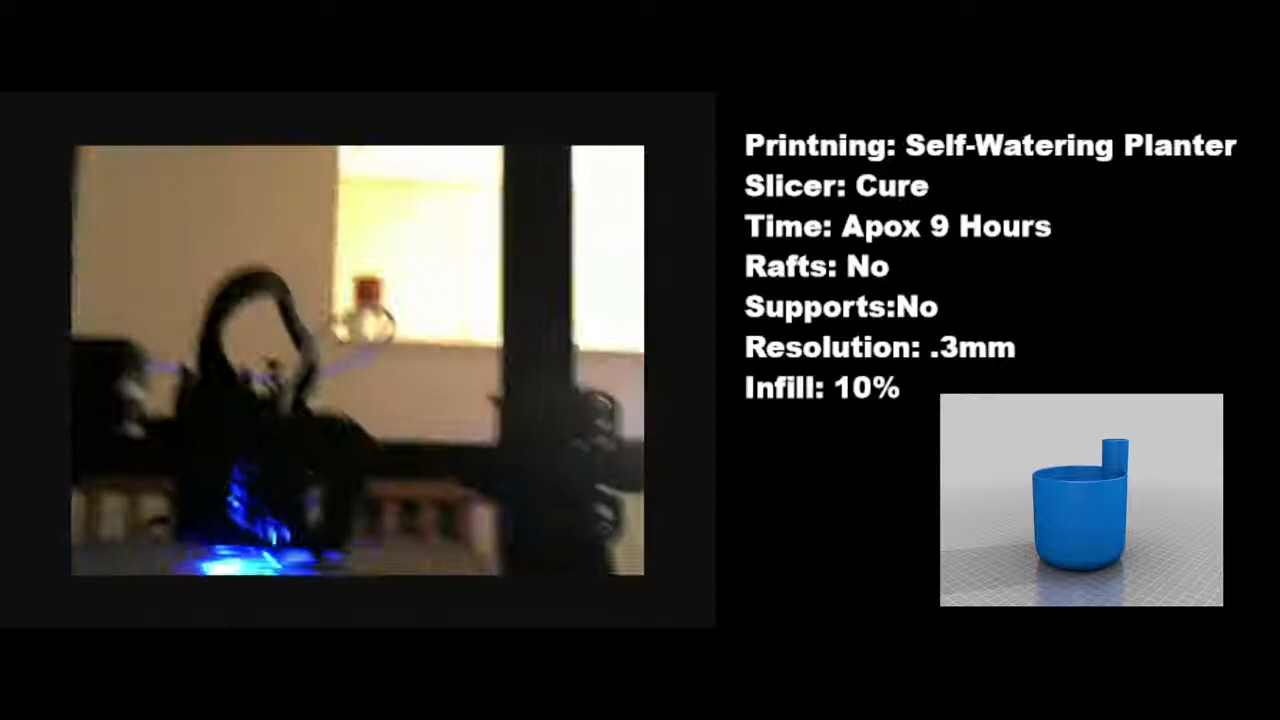 Printning: Self-Watering Planter
Slicer: Cure
Time: Apox 9 Hours
Rafts: No
Supports:No
Resolution: .3mm
Infill: 10%